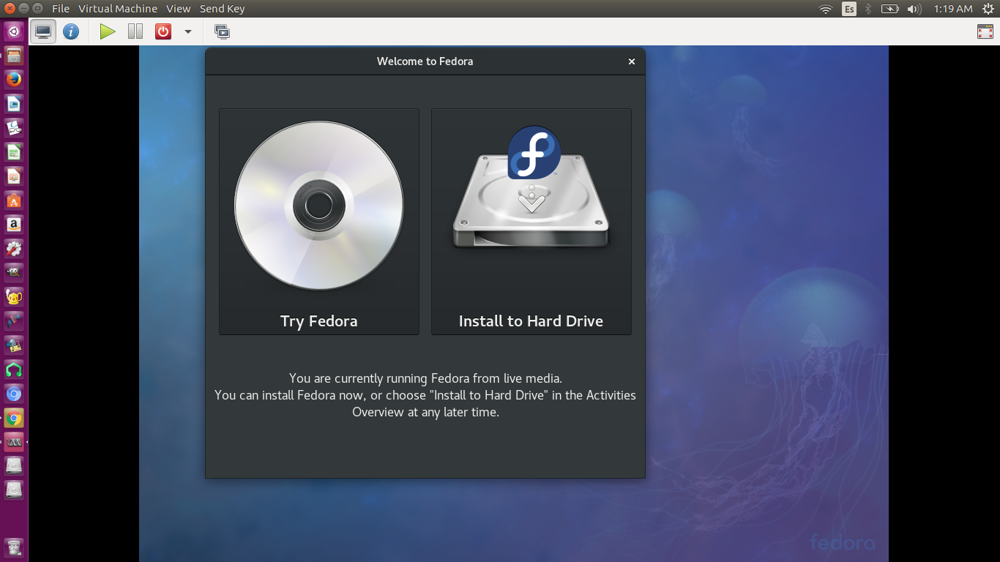 File Virtual Machine View Send Key
Es 1:19 AM
Welcome to Fedora
Try Fedora
Install to Hard Drive
You are currently running Fedora from live media.
You can install Fedora now, or choose "Install to Hard Drive" in the Activities
Overview at any later time.
fedora